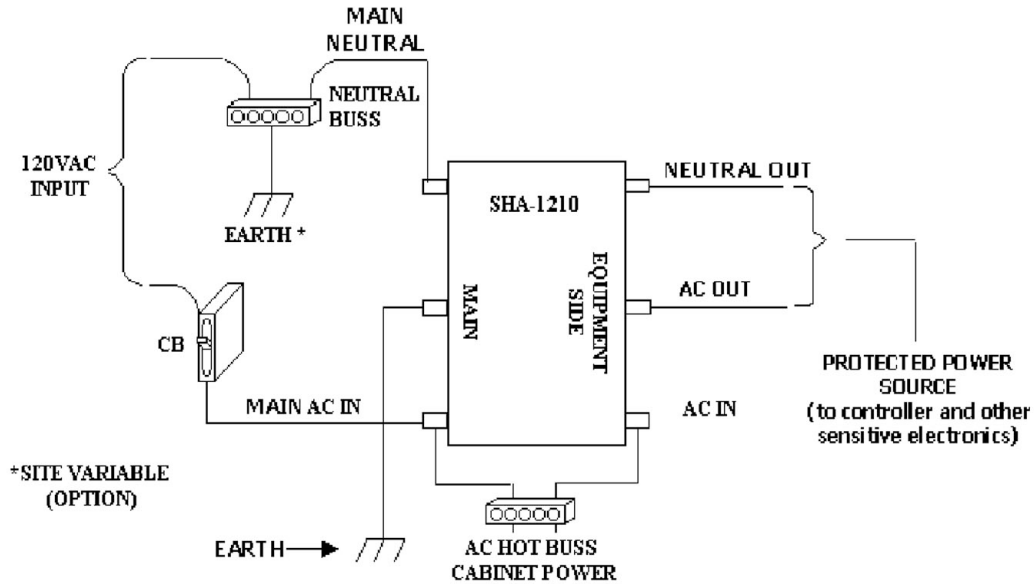 MAIN
NEUTRAL
NEUTRAL
BUSS
120VAC
INPUT
EARTH *
SHA-1210
NEUTRAL OUT
MAIN
EQUIPMENT
SIDE
AC OUT
CB
MAIN AC IN
AC IN
PROTECTED POWER
SOURCE
(to controller and other
sensitive electronics)
*SITE VARIABLE
(OPTION)
EARTH
AC HOT BUSS
CABINET POWER